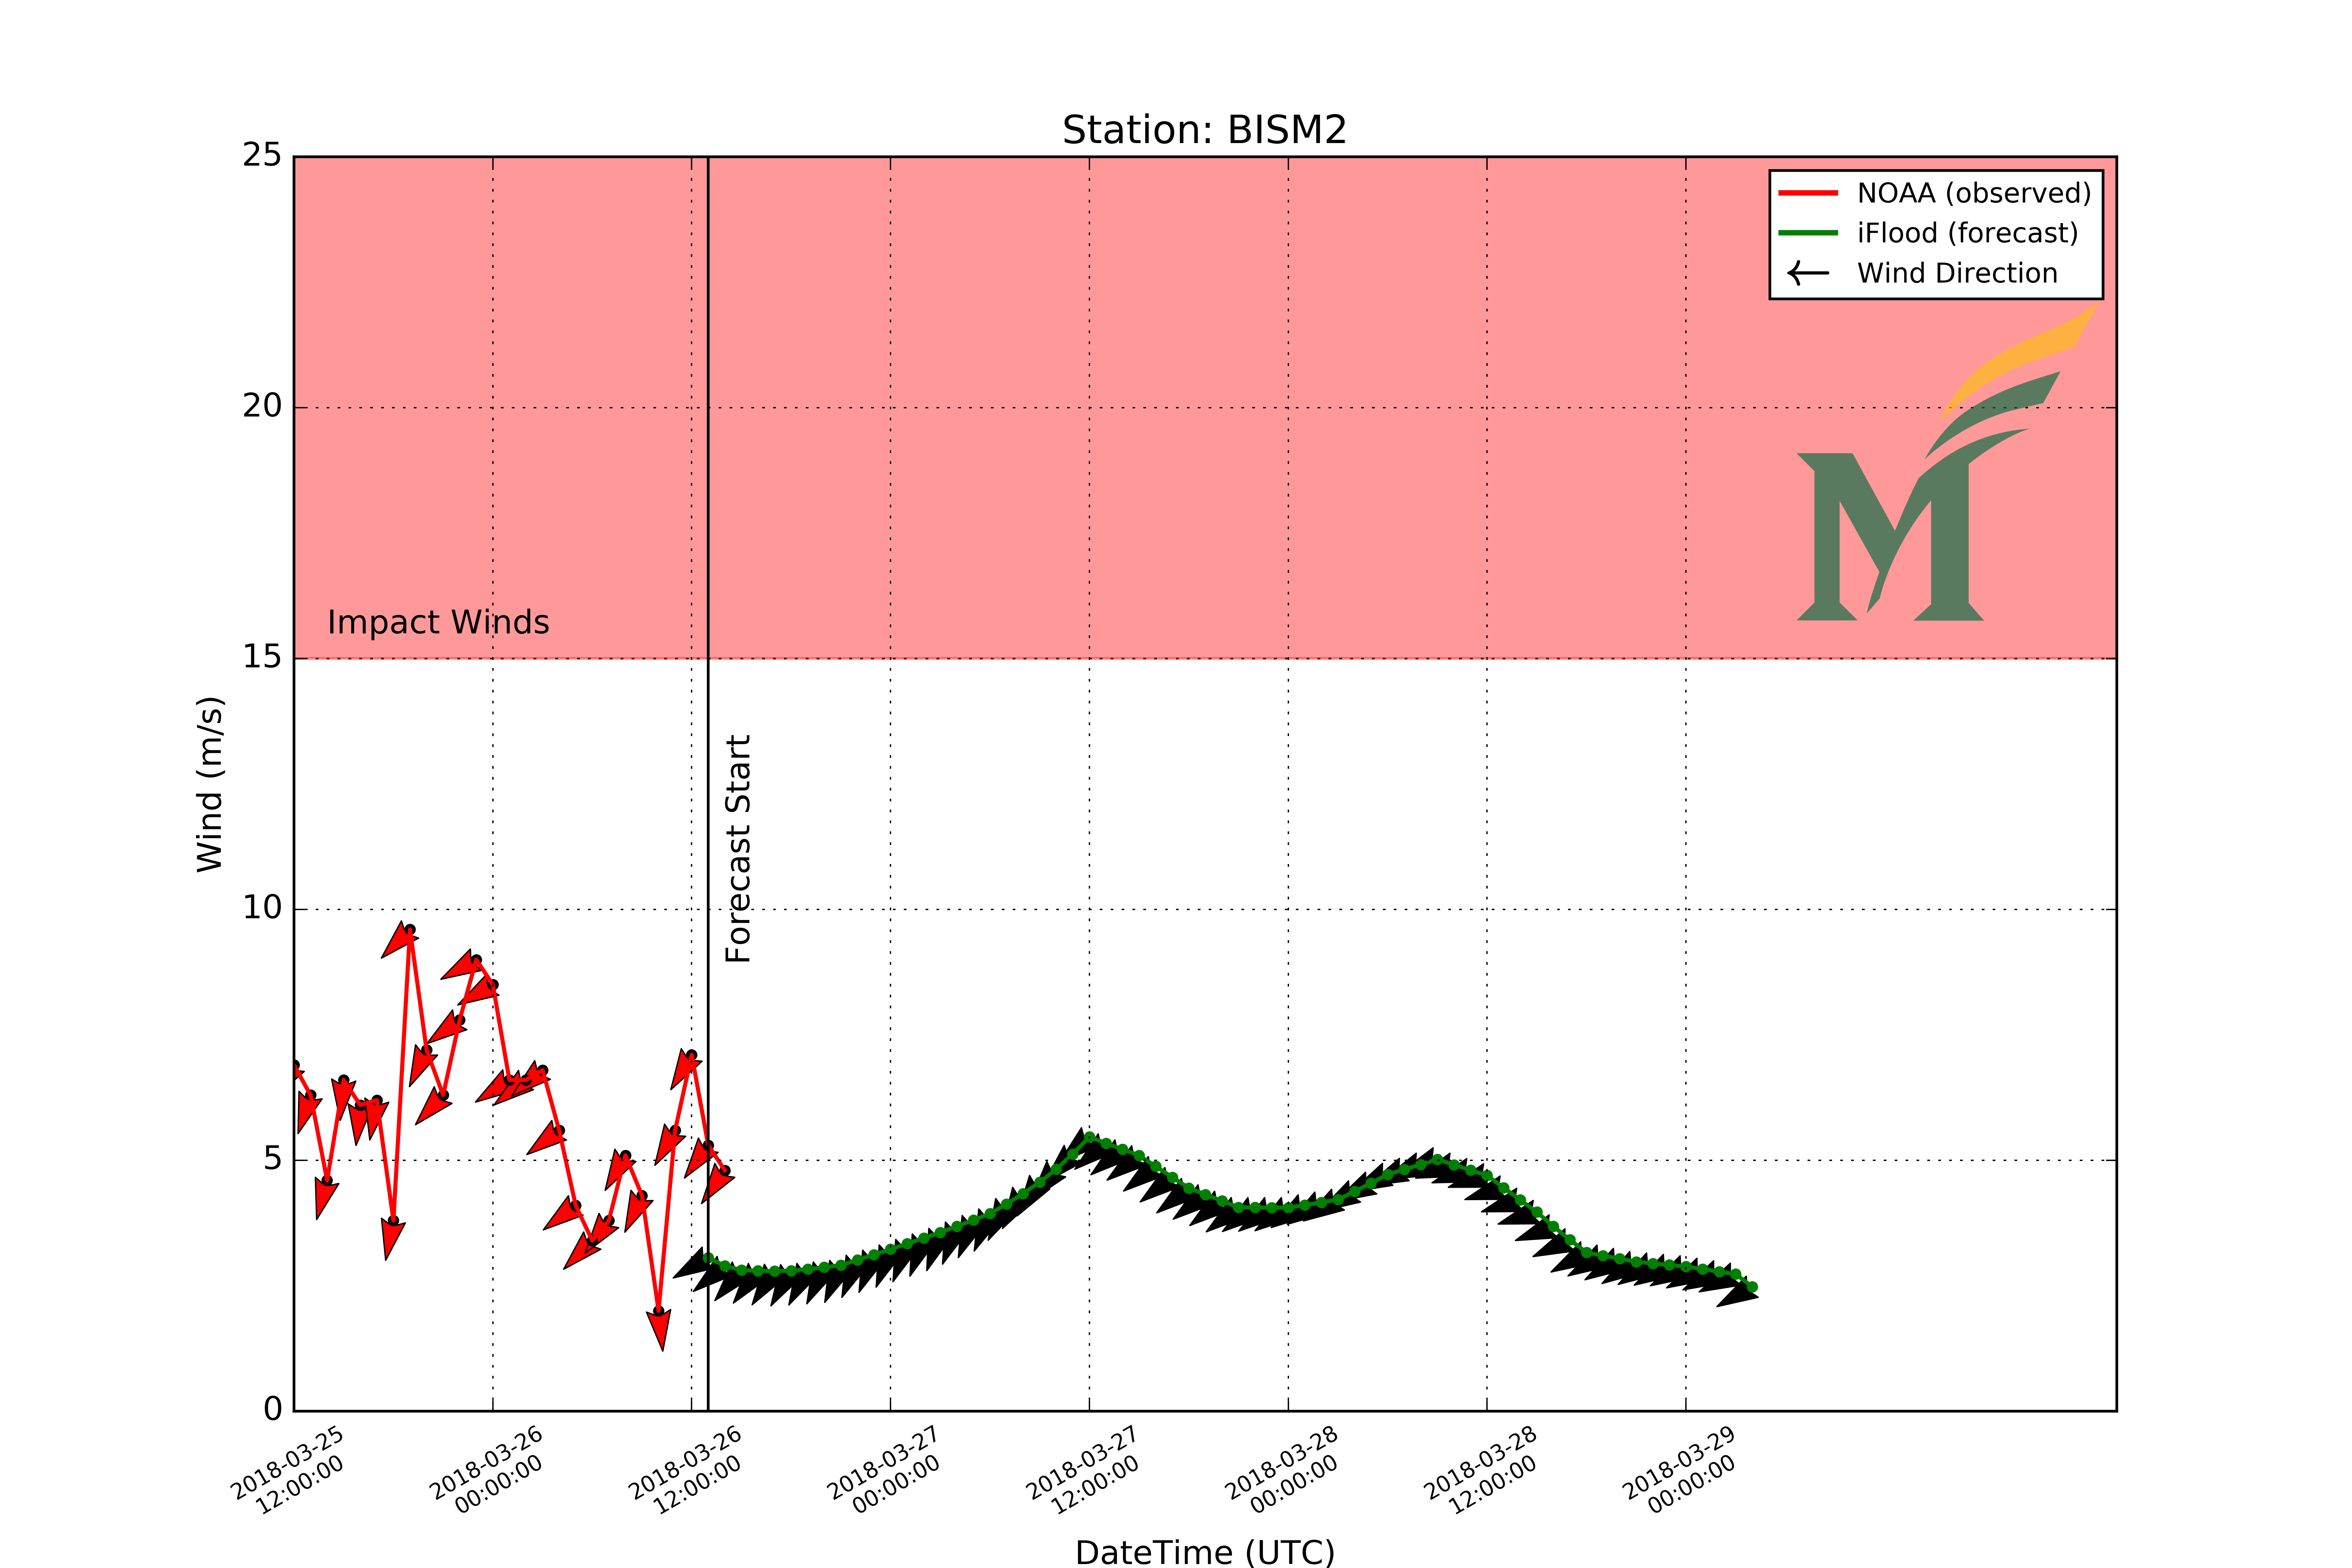 Station: BISM2
25
20
15
10
5
0
Wind (m/s)
NOAA (observed)
iFlood (forecast)
Wind Direction
Impact Winds
Forecast Start
2018-03-25
12:00:00
2018-03-26
00:00:00
2018-03-26
12:00:00
2018-03-27
00:00:00
2018-03-27
12:00:00
2018-03-28
00:00:00
2018-03-28
12:00:00
2018-03-29
00:00:00
DateTime (UTC)
M